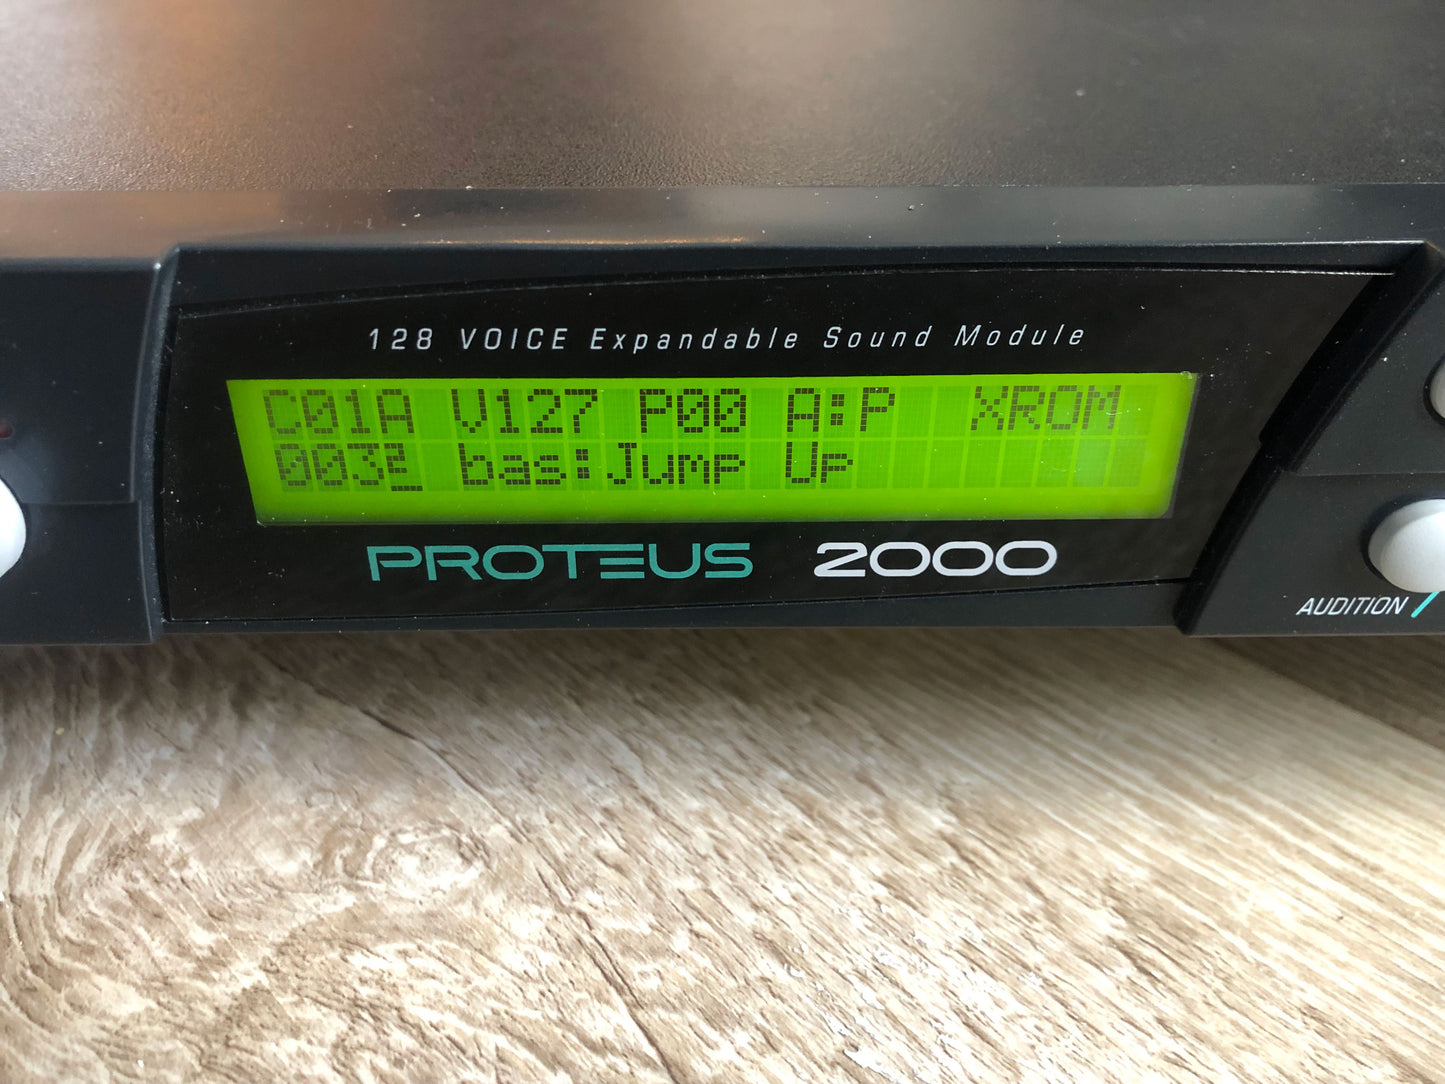 128 VOICE Expandable Sound Module
C01A V127 P00 A:P XROM
003² bas:Jump Up
PROTEUS 2000
AUDITION /